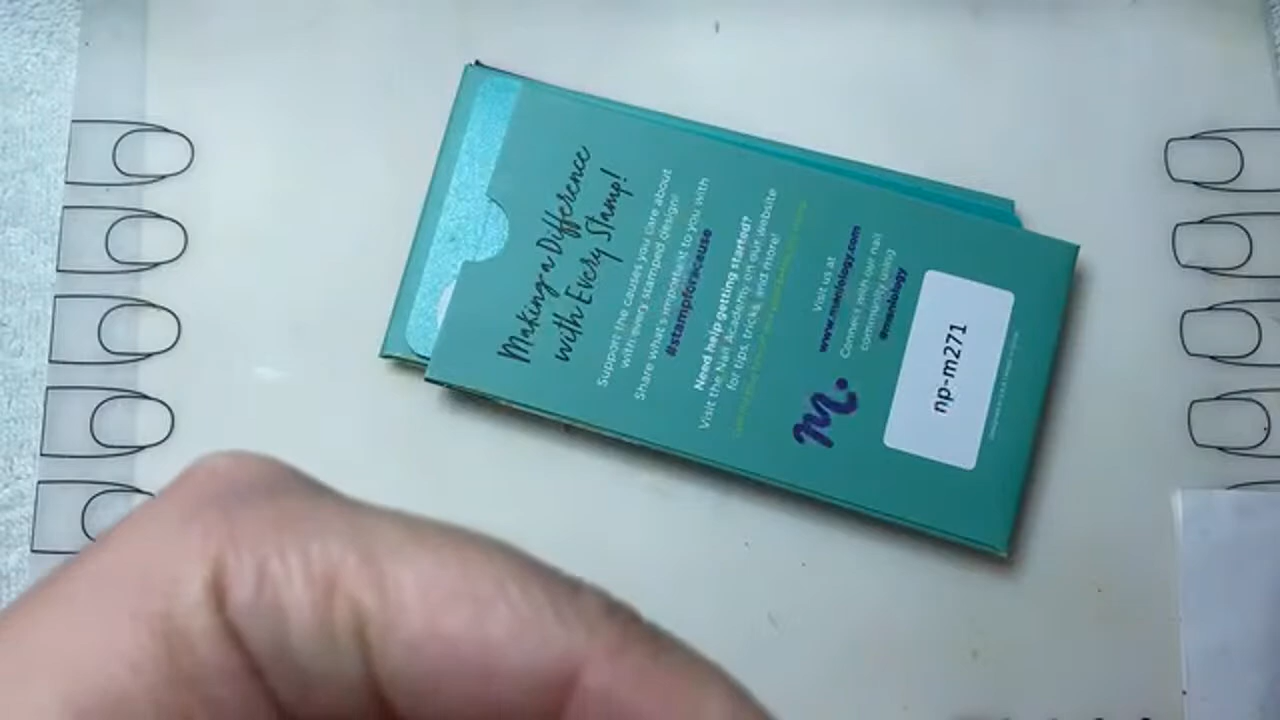 Making a Difference
with Every Stamp!
Support the causes you care about
with every stamped design!
Share what's important to you with
#stampforacause
Need help getting started?
Visit the Nail Academy on our website
for tips, tricks, and more!
Visit us at
www.maniology.com
Connect with our nail
community using
#maniology
m.
np-m271